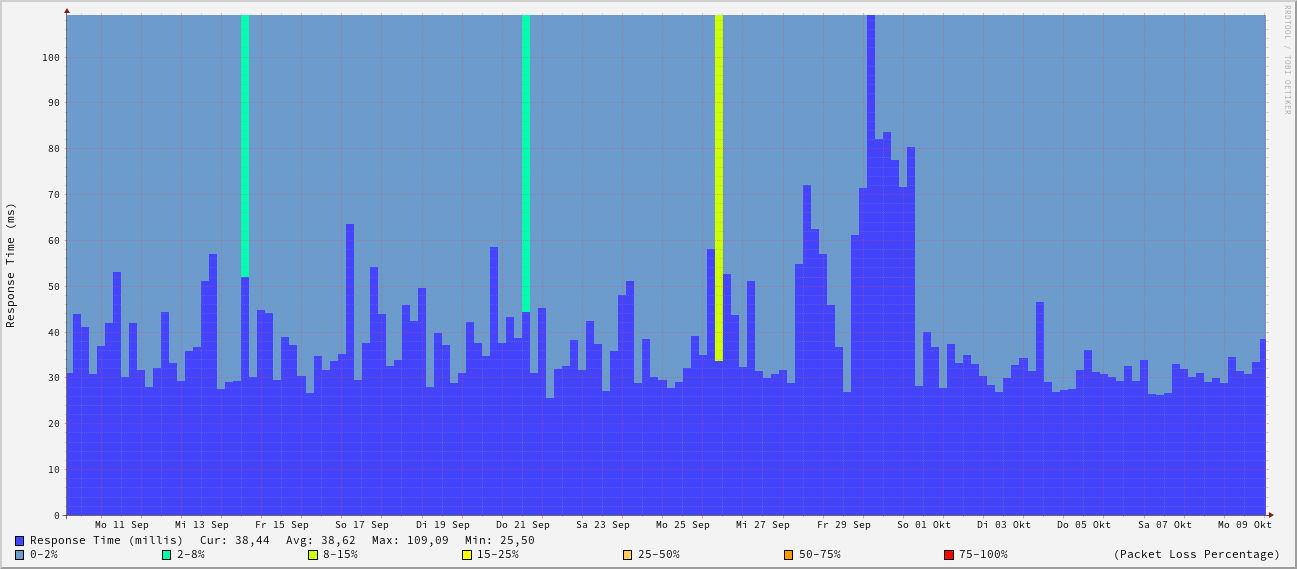 RRDTOOL / TOBI OETIKER
Response Time (ms)
100
90
80
70
60
50
40
30
20
10
0
Mo 11 Sep Mi 13 Sep Fr 15 Sep So 17 Sep Di 19 Sep Do 21 Sep Sa 23 Sep Mo 25 Sep Mi 27 Sep Fr 29 Sep So 01 Okt Di 03 Okt Do 05 Okt Sa 07 Okt Mo 09 Okt
Response Time (millis) Cur: 38,44 Avg: 38,62 Max: 109,09 Min: 25,50
0-2% 2-8% 8-15% 15-25% 25-50% 50-75% 75-100% (Packet Loss Percentage)